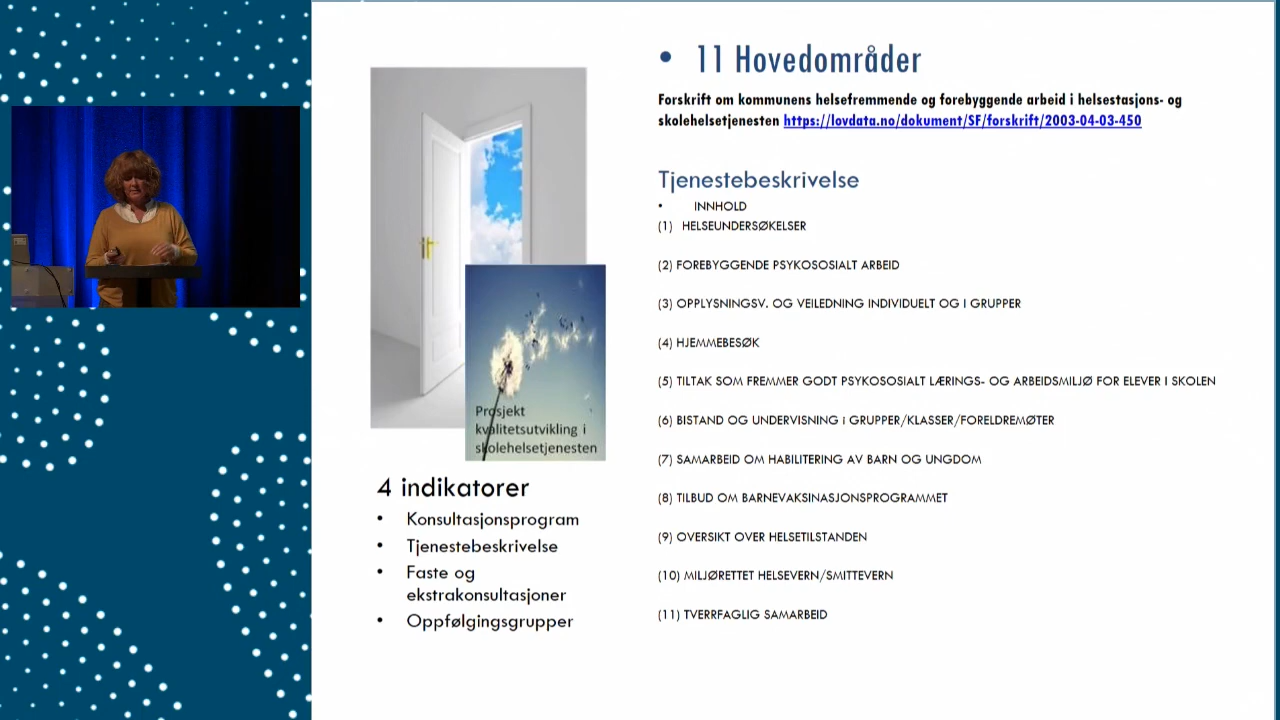 • 11 Hovedområder
Forskrift om kommunens helsefremmende og forebyggende arbeid i helsestasjons- og
skolehelsetjenesten https://lovdata.no/dokument/SF/forskrift/2003-04-03-450
Tjenestebeskrivelse
• INNHOLD
(1) HELSEUNDERSØKELSER
(2) FOREBYGGENDE PSYKOSOSIALT ARBEID
(3) OPPLYSNINGSV. OG VEILEDNING INDIVIDUELT OG I GRUPPER
(4) HJEMMEBESØK
(5) TILTAK SOM FREMMER GODT PSYKOSOSIALT LÆRINGS- OG ARBEIDSMILJØ FOR ELEVER I SKOLEN
(6) BISTAND OG UNDERVISNING i GRUPPER/KLASSER/FORELDREMØTER
(7) SAMARBEID OM HABILITERING AV BARN OG UNGDOM
(8) TILBUD OM BARNEVAKSINASJONSPROGRAMMET
(9) OVERSIKT OVER HELSETILSTANDEN
(10) MILJØRETTET HELSEVERN/SMITTEVERN
(11) TVERRFAGLIG SAMARBEID
Prosjekt
kvalitetsutvikling i
skolehelsetjenesten
4 indikatorer
• Konsultasjonsprogram
• Tjenestebeskrivelse
• Faste og
ekstrakonsultasjoner
• Oppfølgingsgrupper